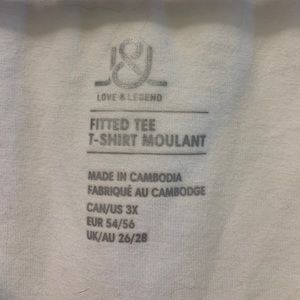 L&L
LOVE & LEGEND
FITTED TEE
T-SHIRT MOULANT
MADE IN CAMBODIA
FABRIQUÉ AU CAMBODGE
CAN/US 3X
EUR 54/56
UK/AU 26/28